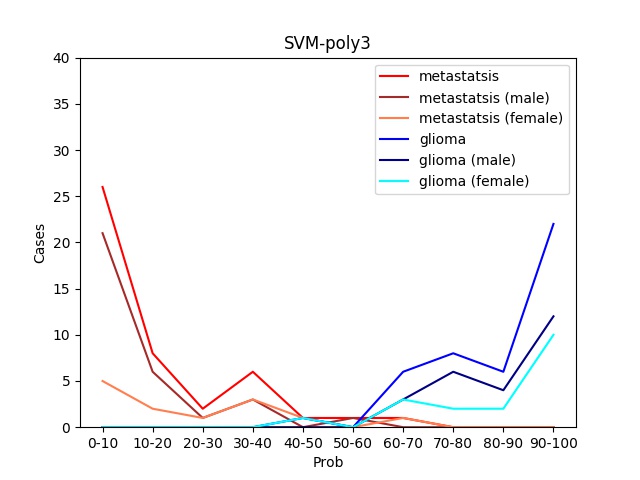 SVM-poly3
40
35
30
25
20
15
10
5
0
Cases
metastatsis
metastatsis (male)
metastatsis (female)
glioma
glioma (male)
glioma (female)
0-10 10-20 20-30 30-40 40-50 50-60 60-70 70-80 80-90 90-100
Prob